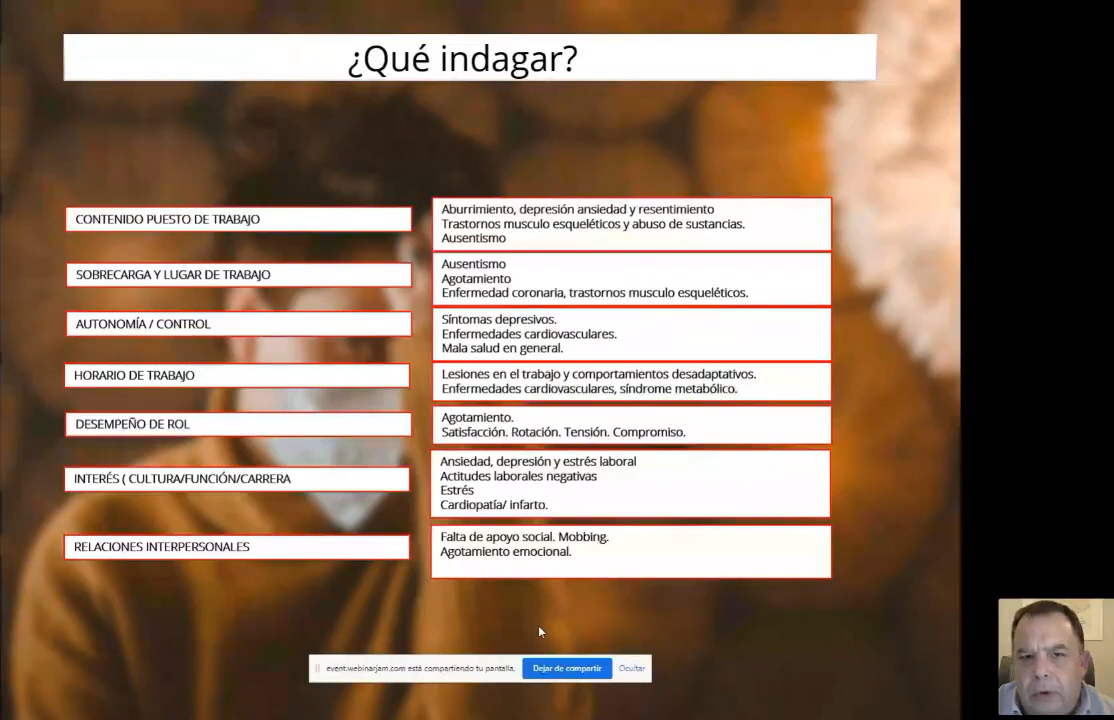 ¿Qué indagar?
CONTENIDO PUESTO DE TRABAJO
Aburrimiento, depresión ansiedad y resentimiento
Trastornos musculo esqueléticos y abuso de sustancias.
Ausentismo
SOBRECARGA Y LUGAR DE TRABAJO
Ausentismo
Agotamiento
Enfermedad coronaria, trastornos musculo esqueléticos.
AUTONOMÍA / CONTROL
Síntomas depresivos.
Enfermedades cardiovasculares.
Mala salud en general.
HORARIO DE TRABAJO
Lesiones en el trabajo y comportamientos desadaptativos.
Enfermedades cardiovasculares, síndrome metabólico.
DESEMPEÑO DE ROL
Agotamiento.
Satisfacción. Rotación. Tensión. Compromiso.
INTERÉS ( CULTURA/FUNCIÓN/CARRERA
Ansiedad, depresión y estrés laboral
Actitudes laborales negativas
Estrés
Cardiopatía/ infarto.
RELACIONES INTERPERSONALES
Falta de apoyo social. Mobbing.
Agotamiento emocional.
event.webinarjam.com está compartiendo tu pantalla.
Dejar de compartir
Ocultar